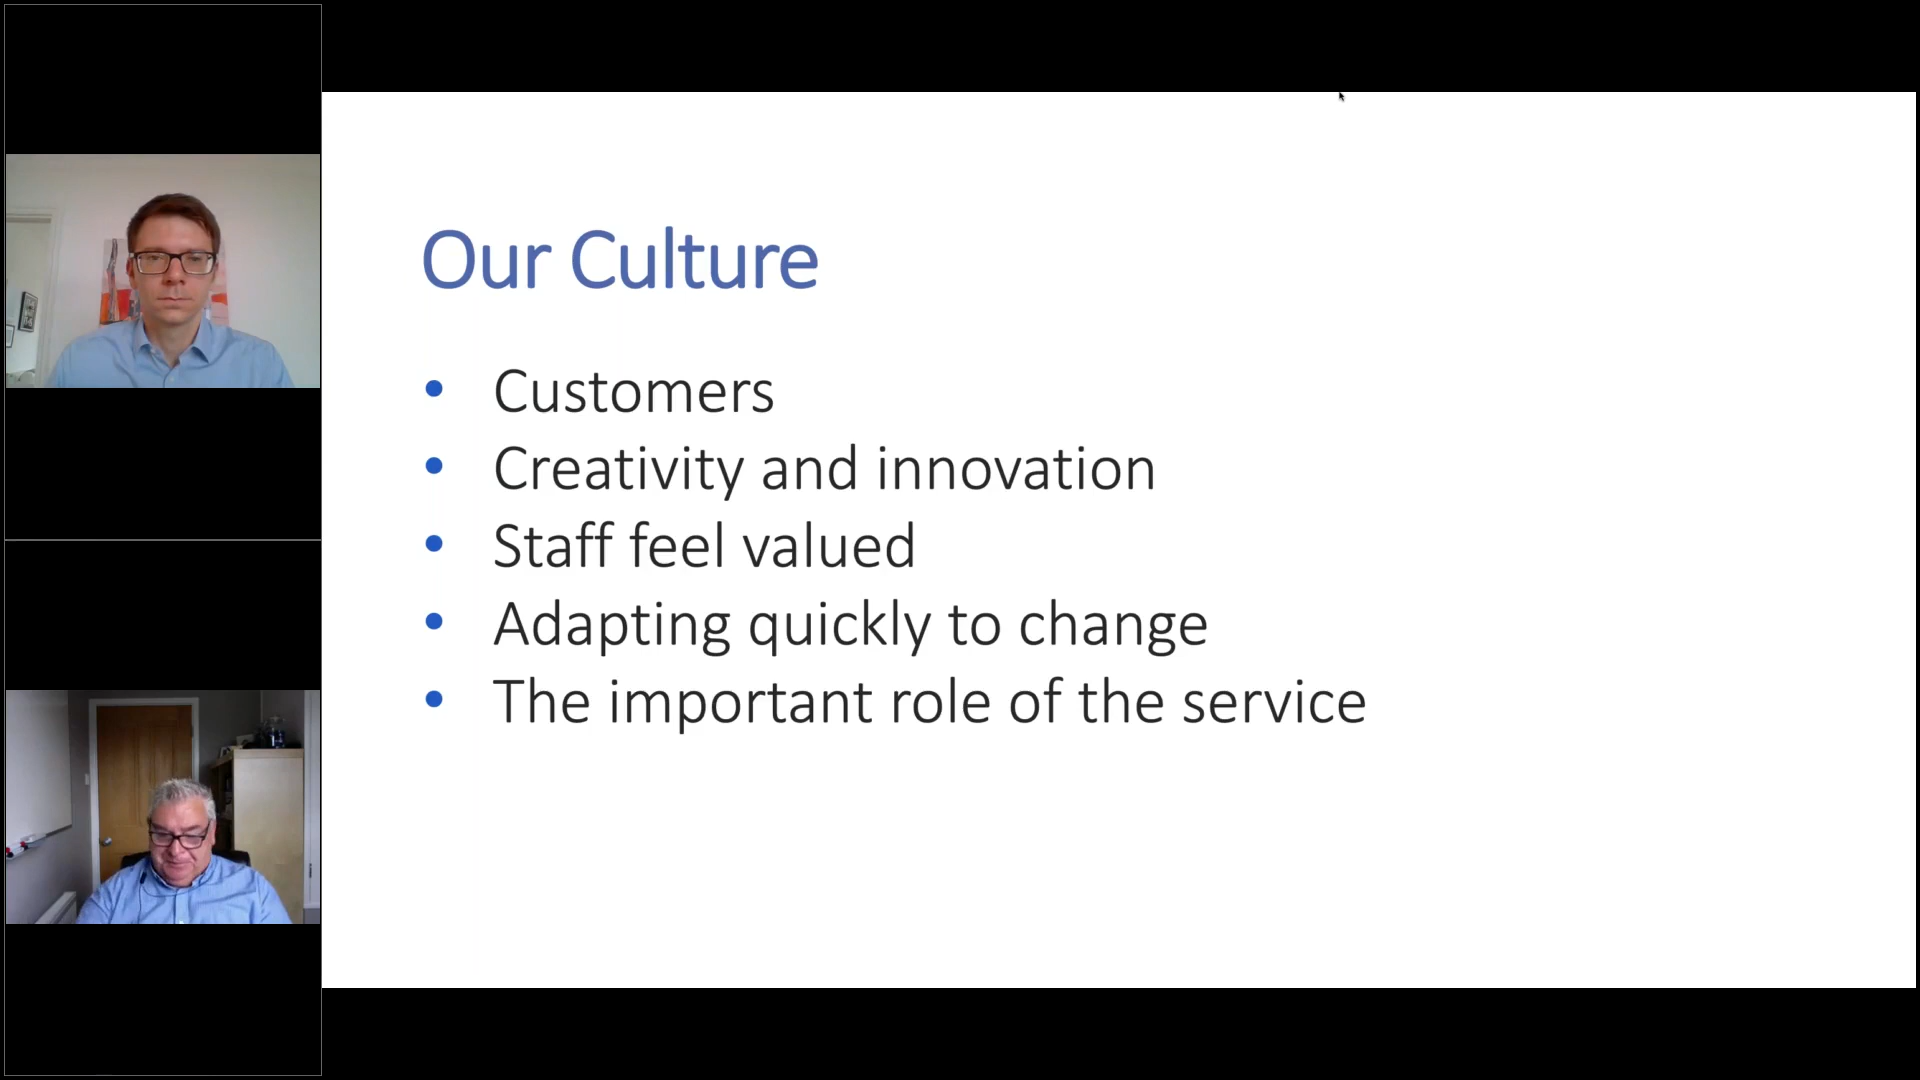 Our Culture
• Customers
• Creativity and innovation
• Staff feel valued
• Adapting quickly to change
• The important role of the service